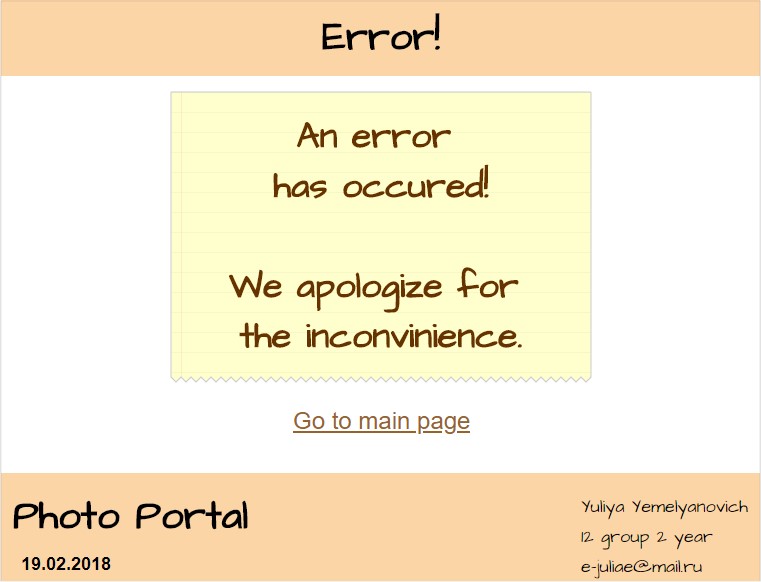 Error!
An error
has occured!
We apologize for
the inconvinience.
Go to main page
Photo Portal
19.02.2018
Yuliya Yemelyanovich
12 group 2 year
e-juliae@mail.ru